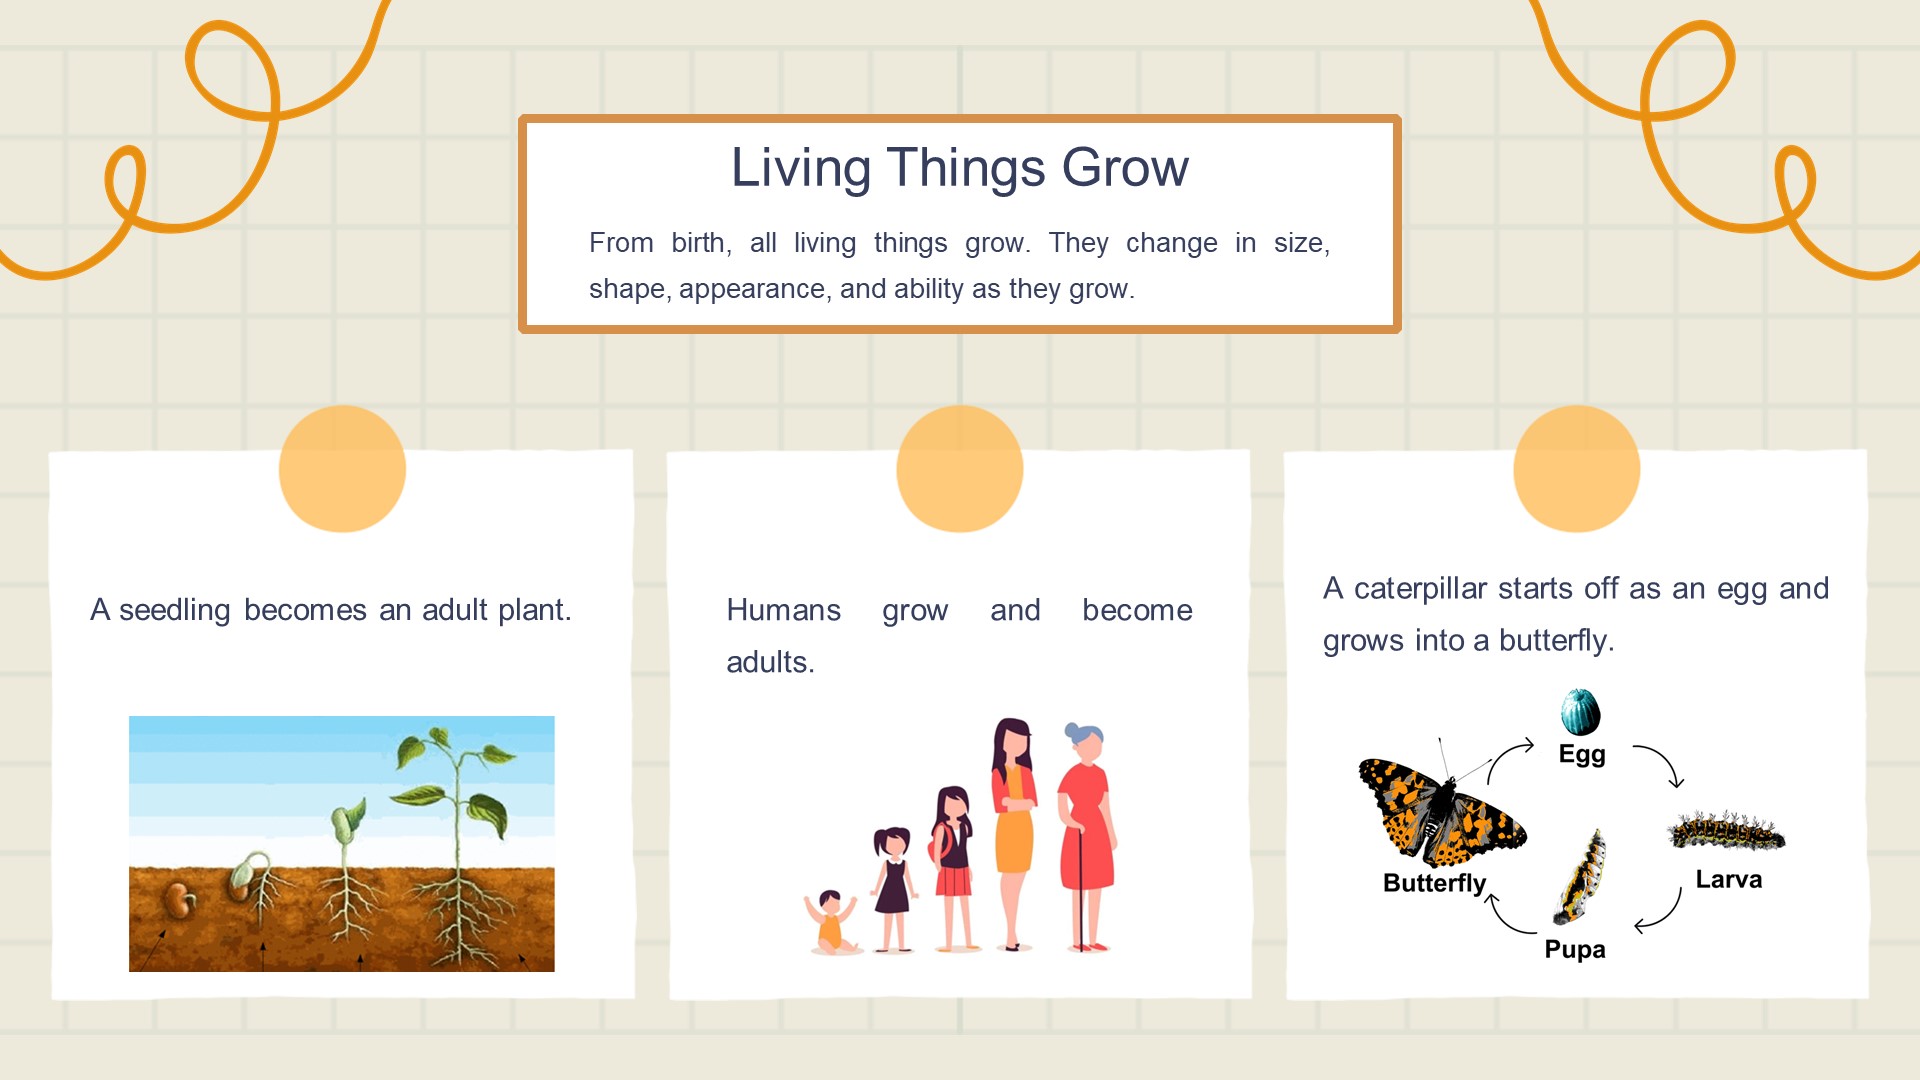 Living Things Grow
From birth, all living things grow. They change in size,
shape, appearance, and ability as they grow.
A seedling becomes an adult plant.
Humans grow and become
adults.
A caterpillar starts off as an egg and
grows into a butterfly.
Egg
Larva
Pupa
Butterfly